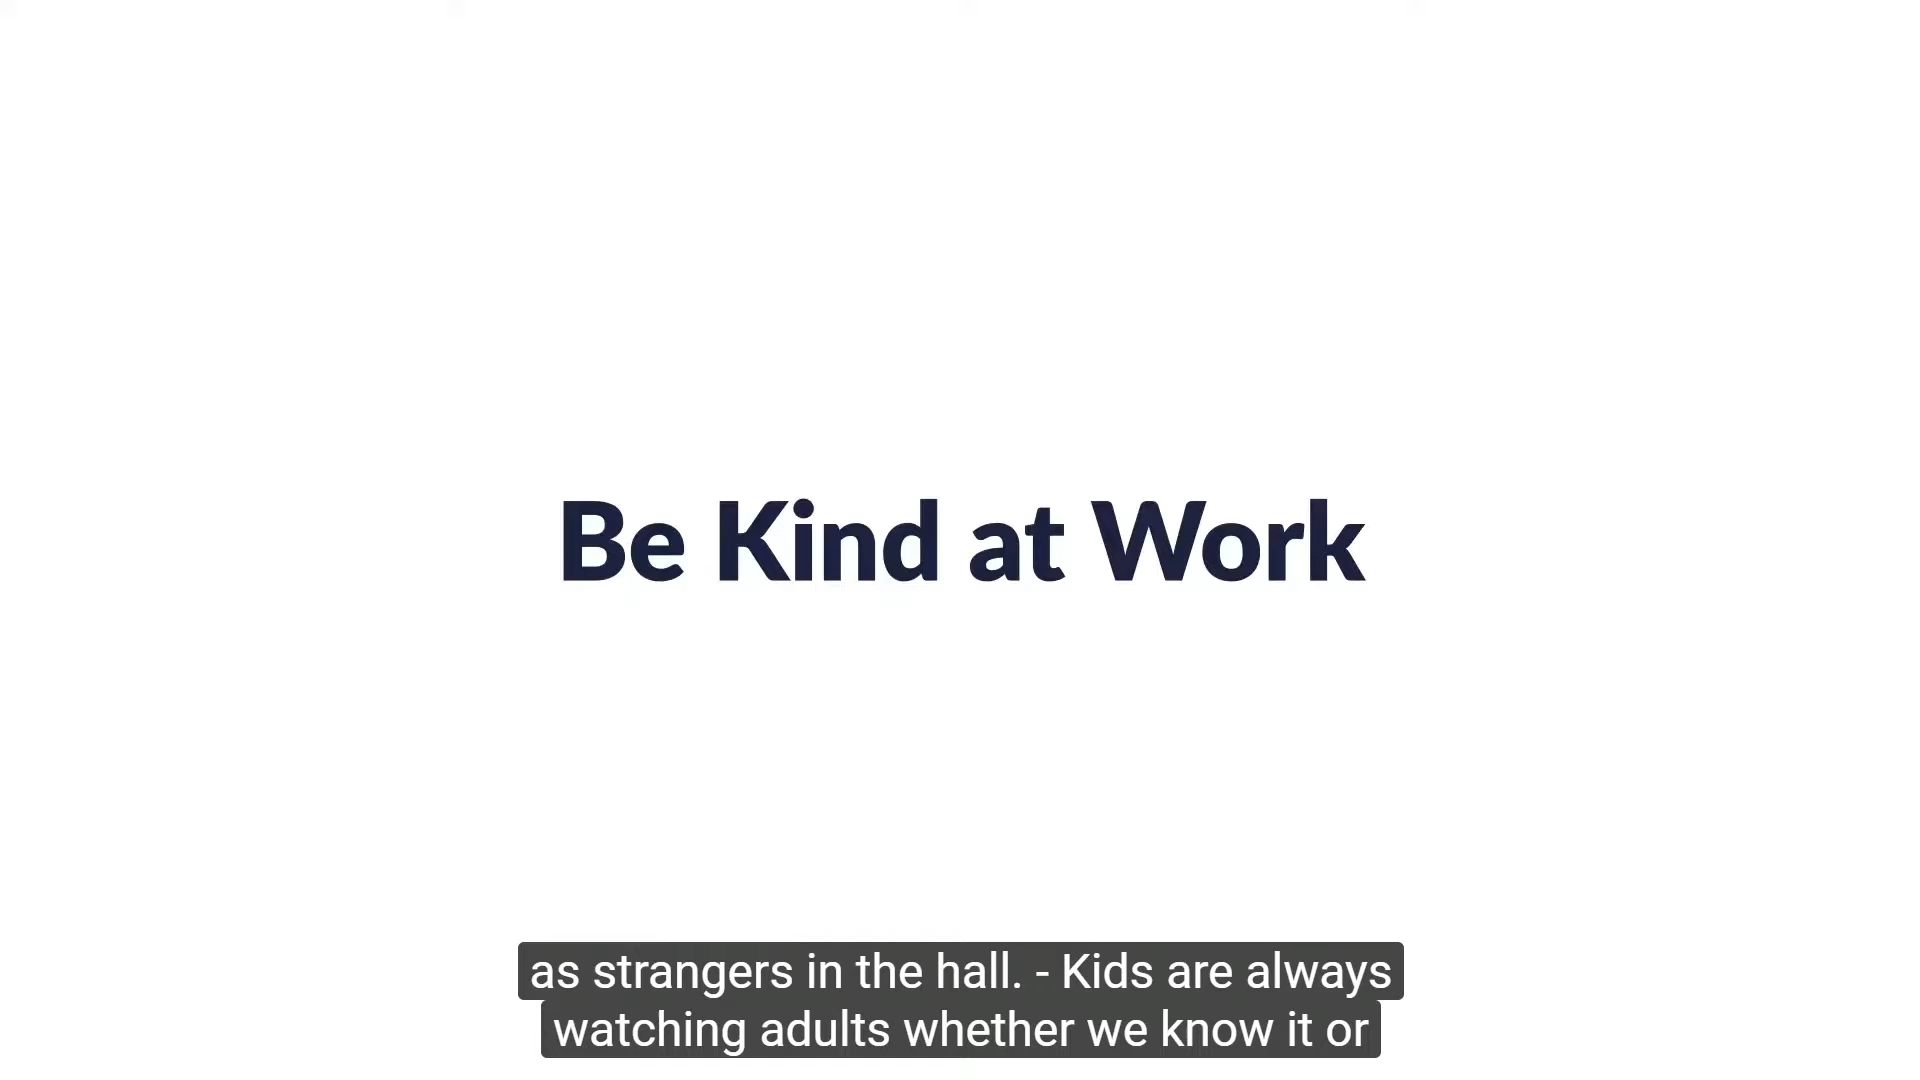 Be Kind at Work
as strangers in the hall. - Kids are always
watching adults whether we know it or